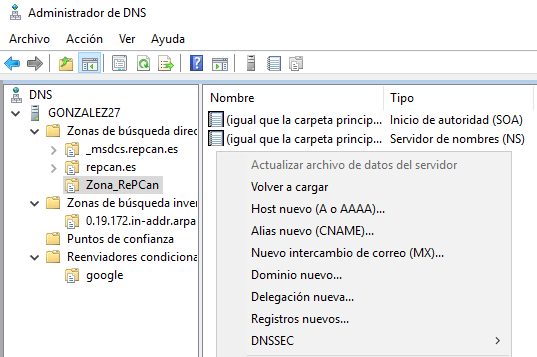 Administrador de DNS
Archivo Acción Ver Ayuda
DNS
GONZALEZ27
Zonas de búsqueda direc
_msdcs.repcan.es
repcan.es
Zona_RePCan
Zonas de búsqueda inver
0.19.172.in-addr.arpa
Puntos de confianza
Reenviadores condiciona
google
Nombre Tipo
(igual que la carpeta princip... Inicio de autoridad (SOA)
(igual que la carpeta princip... Servidor de nombres (NS)
Actualizar archivo de datos del servidor
Volver a cargar
Host nuevo (A o AAAA)...
Alias nuevo (CNAME)...
Nuevo intercambio de correo (MX)...
Dominio nuevo...
Delegación nueva...
Registros nuevos...
DNSSEC